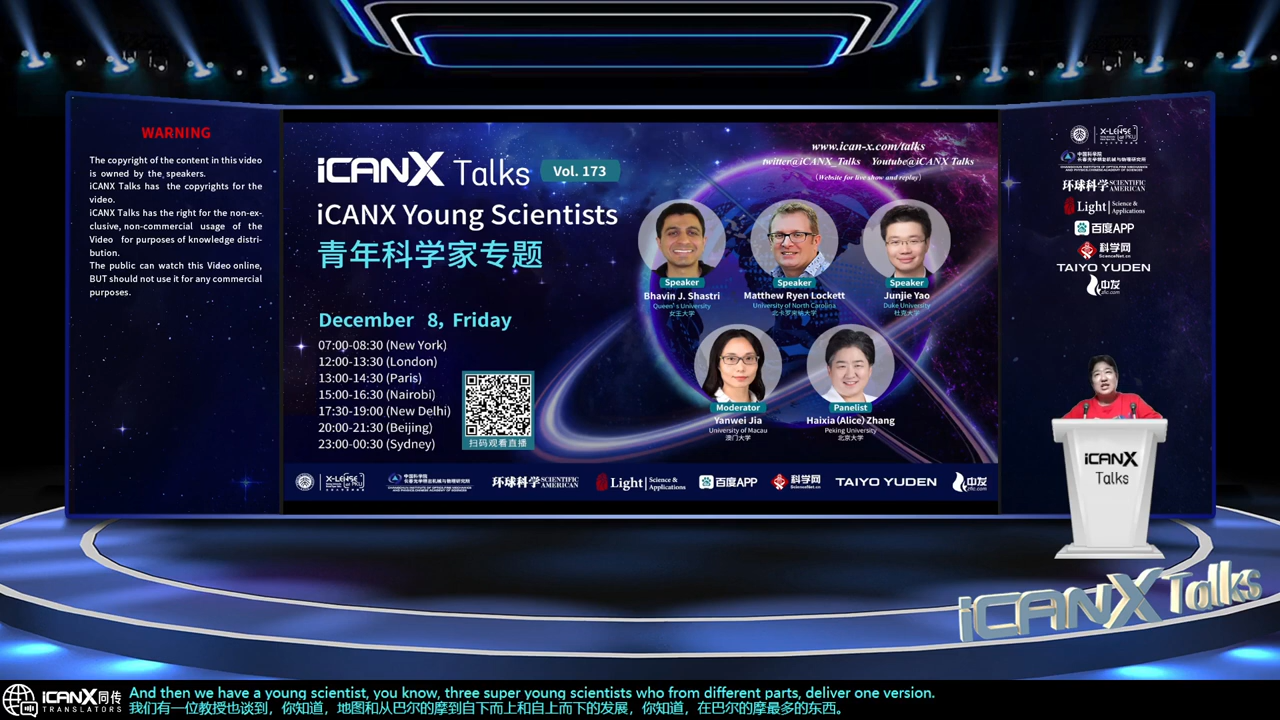 WARNING
The copyright of the content in this video
is owned by the speakers.
iCANX Talks has the copyrights for the
video.
iCANX Talks has the right for the non-ex-
clusive, non-commercial usage of the
Video for purposes of knowledge distri-
bution.
The public can watch this Video online,
BUT should not use it for any commercial
purposes.
iCANX Talks Vol. 173
iCANX Young Scientists
青年科学家专题
December 8, Friday
07:00-08:30 (New York)
12:00-13:30 (London)
13:00-14:30 (Paris)
15:00-16:30 (Nairobi)
17:30-19:00 (New Delhi)
20:00-21:30 (Beijing)
23:00-00:30 (Sydney)
扫码观看直播
www.ican-x.com/talks
twitter@iCANX_Talks Youtube@iCANX Talks
(Website for live show and replay)
Speaker
Bhavin J. Shastri
Queen's University
女王大学
Speaker
Matthew Ryen Lockett
University of North Carolina
北卡罗来纳大学
Speaker
Junjie Yao
Duke University
杜克大学
Moderator
Yanwei Jia
University of Macau
澳门大学
Panelist
Haixia (Alice) Zhang
Peking University
北京大学
X-LENSE
环球科学 SCIENTIFIC AMERICAN
Light Science & Applications
百度APP
科学网 ScienceNet.cn
TAIYO YUDEN
中友
X-LENSE
环球科学 SCIENTIFIC AMERICAN
Light Science & Applications
百度APP
科学网
ScienceNet.cn
TAIYO YUDEN
中友
iCANX
Talks
iCANX Talks
iCANX同传
TRANSLATORS
And then we have a young scientist, you know, three super young scientists who from different parts, deliver one version.
我们有一位教授也谈到，你知道，地图和从巴尔的摩到自下而上和自上而下的发展，你知道，在巴尔的摩最多的东西。